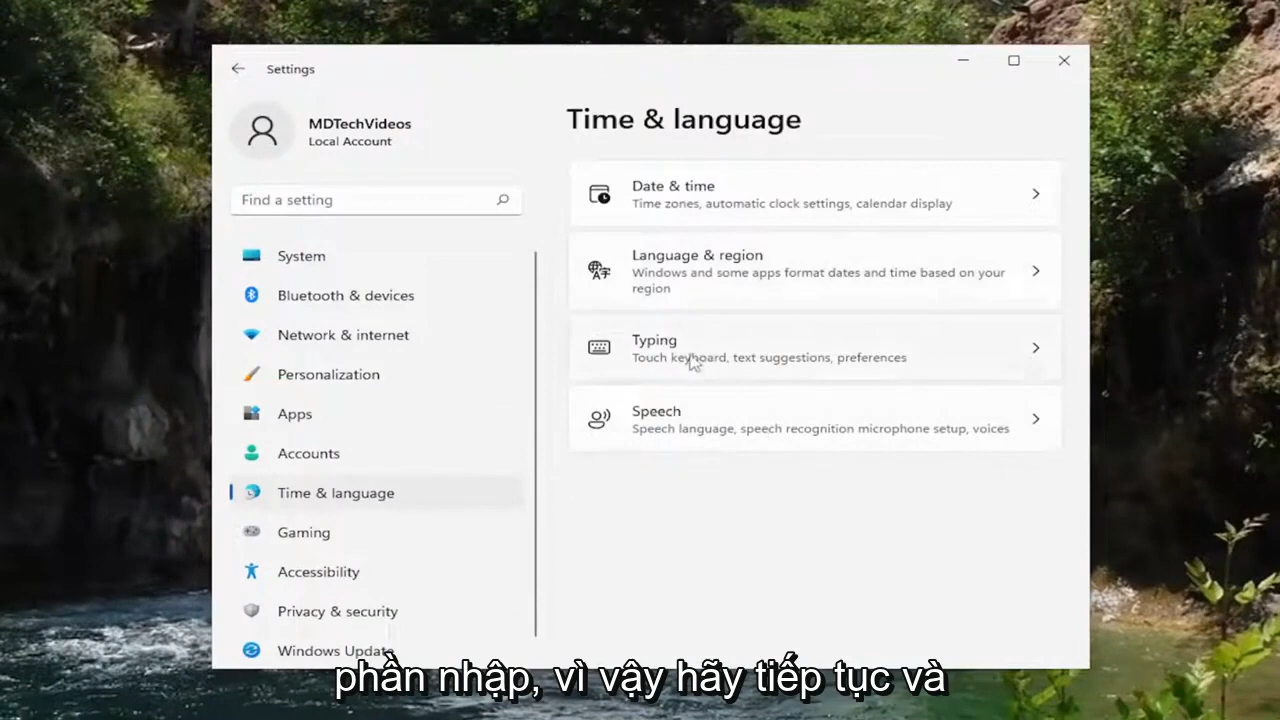 Settings
MDTechVideos
Local Account
Find a setting
System
Bluetooth & devices
Network & internet
Personalization
Apps
Accounts
Time & language
Gaming
Accessibility
Privacy & security
Windows Update
Time & language
Date & time
Time zones, automatic clock settings, calendar display
Language & region
Windows and some apps format dates and time based on your
region
Typing
Touch keyboard, text suggestions, preferences
Speech
Speech language, speech recognition microphone setup, voices
phần nhập, vì vậy hãy tiếp tục và